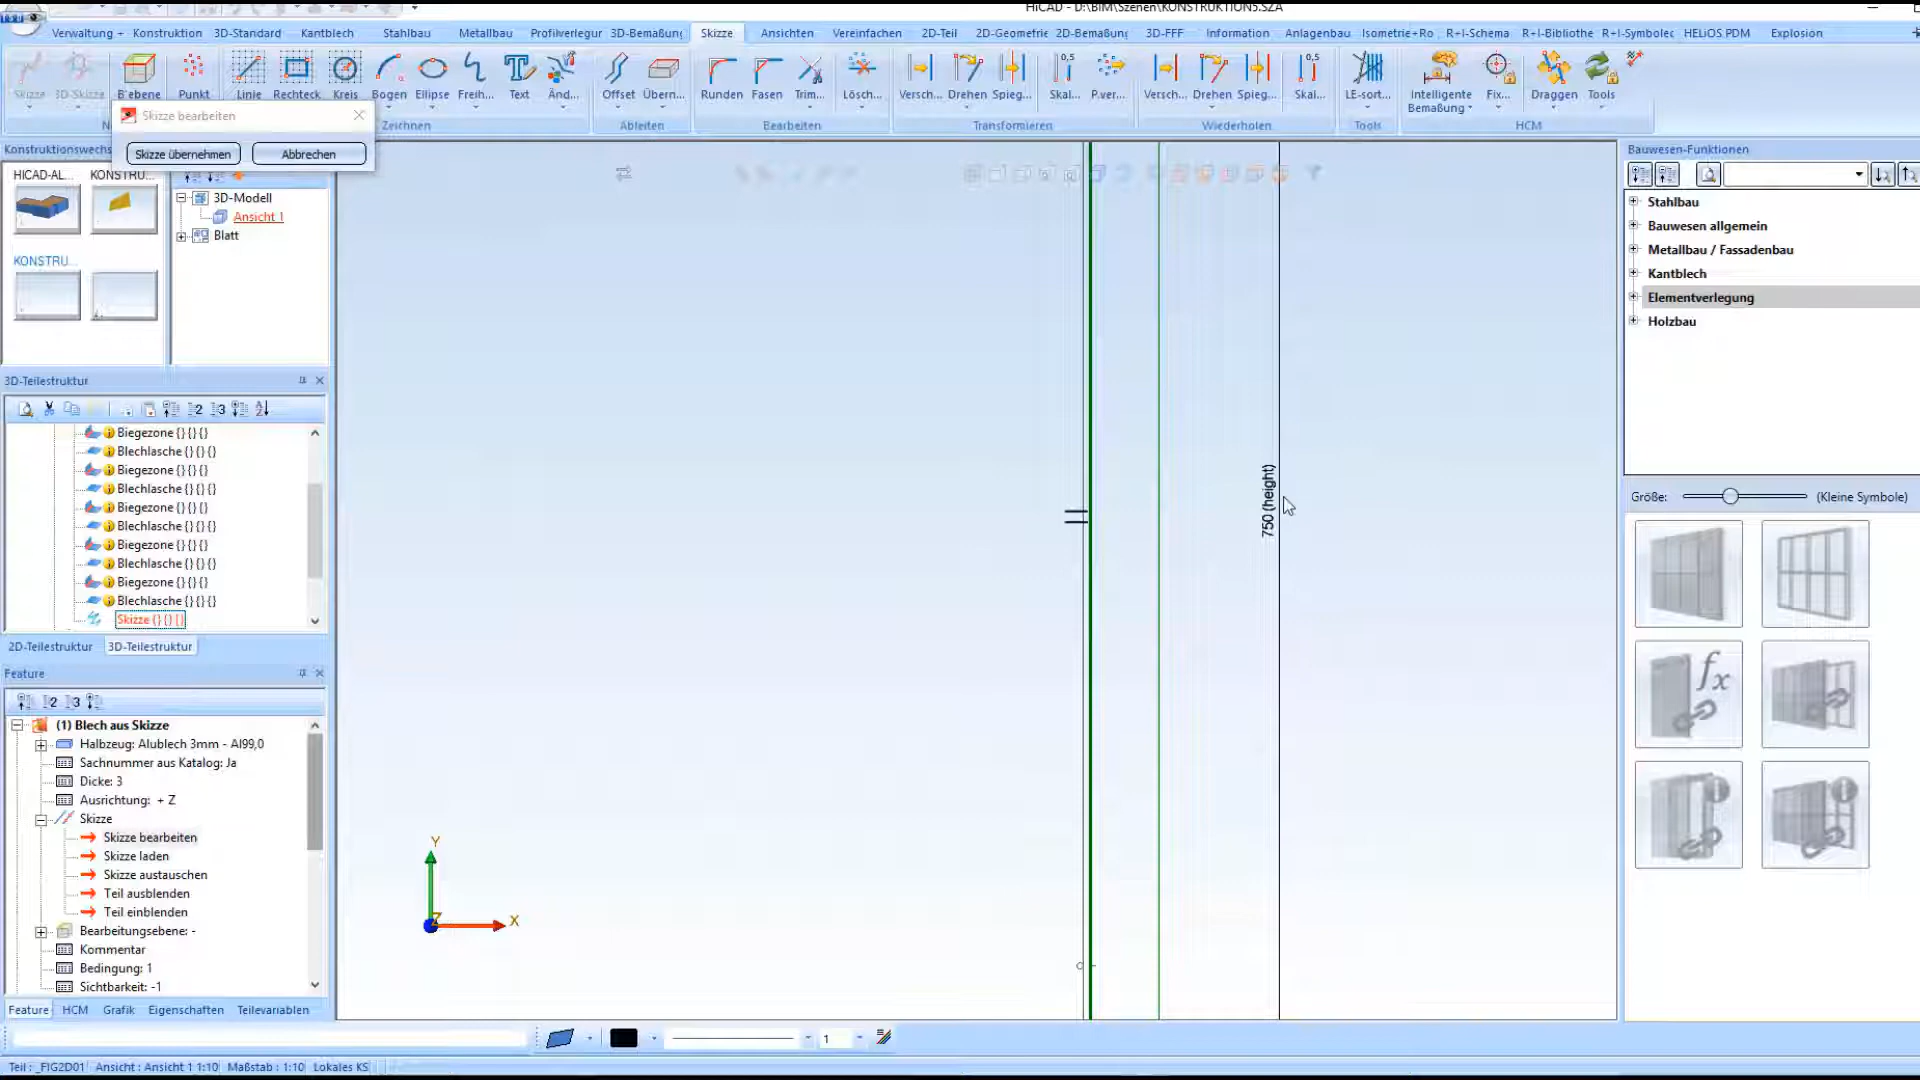 HiCAD - D:\BIM\Szenen\KONSTRUKTION5.SZA
Verwaltung Konstruktion 3D-Standard Kantblech Stahlbau Metallbau Profilverlegur 3D-Bemaßung Skizze Ansichten Vereinfachen 2D-Teil 2D-Geometrie 2D-Bemaßung 3D-FFF Information Anlagenbau Isometrie+Ro R+I-Schema R+I-Bibliothe R+I-Symbolec HELiOS PDM Explosion
Skizze 3D-Skizze B'ebene Punkt Linie Rechteck Kreis Bogen Ellipse Freih... Text Änd... Offset Übern... Runden Fasen Trim... Lösch... Versch... Drehen Spieg... Skal... P.ver... Versch... Drehen Spieg... Skal... LE-sort... Intelligente Bemaßung Fix... Draggen Tools
Zeichnen Ableiten Bearbeiten Transformieren Wiederholen Tools HCM
Skizze bearbeiten
Skizze übernehmen Abbrechen
Konstruktionswechs
HICAD-AL... KONSTRU...
KONSTRU...
3D-Modell
Ansicht 1
Blatt
3D-Teilestruktur
Biegezone {} {} {}
Blechlasche {} {} {}
Biegezone {} {} {}
Blechlasche {} {} {}
Biegezone {} {} {}
Blechlasche {} {} {}
Biegezone {} {} {}
Blechlasche {} {} {}
Biegezone {} {} {}
Blechlasche {} {} {}
Skizze {} {} []
2D-Teilestruktur 3D-Teilestruktur
Feature
(1) Blech aus Skizze
Halbzeug: Alublech 3mm - Al99,0
Sachnummer aus Katalog: Ja
Dicke: 3
Ausrichtung: + Z
Skizze
Skizze bearbeiten
Skizze laden
Skizze austauschen
Teil ausblenden
Teil einblenden
Bearbeitungsebene: -
Kommentar
Bedingung: 1
Sichtbarkeit: -1
Feature HCM Grafik Eigenschaften Teilevariablen
750 (height)
Y
Z
X
1
Bauwesen-Funktionen
Stahlbau
Bauwesen allgemein
Metallbau / Fassadenbau
Kantblech
Elementverlegung
Holzbau
Größe: (Kleine Symbole)
fx
Teil : _FIG2D01 Ansicht : Ansicht 1 1:10 Maßstab : 1:10 Lokales KS